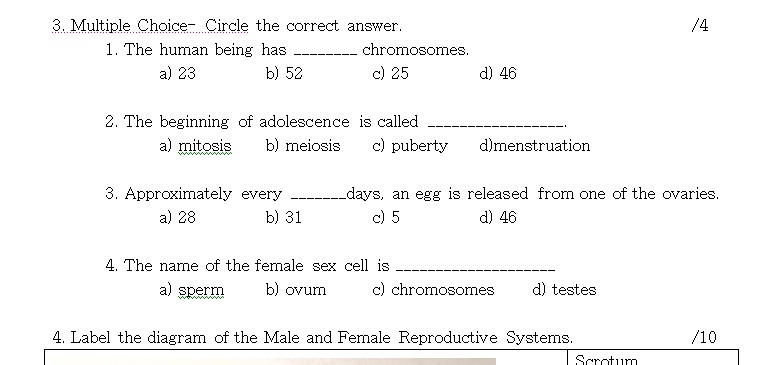 3. Multiple Choice- Circle the correct answer. /4
1. The human being has ________ chromosomes.
a) 23 b) 52 c) 25 d) 46
2. The beginning of adolescence is called _________________.
a) mitosis b) meiosis c) puberty d)menstruation
3. Approximately every _______days, an egg is released from one of the ovaries.
a) 28 b) 31 c) 5 d) 46
4. The name of the female sex cell is ____________________
a) sperm b) ovum c) chromosomes d) testes
4. Label the diagram of the Male and Female Reproductive Systems. /10
Scrotum